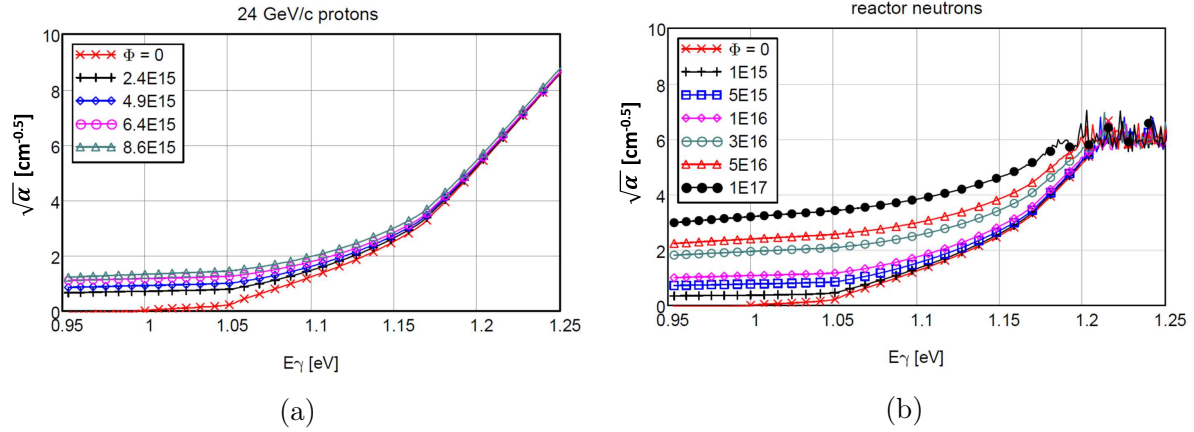 24 GeV/c protons
10
8
6
4
2
0
√α [cm⁻⁰·⁵]
Φ = 0
2.4E15
4.9E15
6.4E15
8.6E15
0.95 1 1.05 1.1 1.15 1.2 1.25
Eγ [eV]
(a)
reactor neutrons
10
8
6
4
2
0
√α [cm⁻⁰·⁵]
Φ = 0
1E15
5E15
1E16
3E16
5E16
1E17
0.95 1 1.05 1.1 1.15 1.2 1.25
Eγ [eV]
(b)